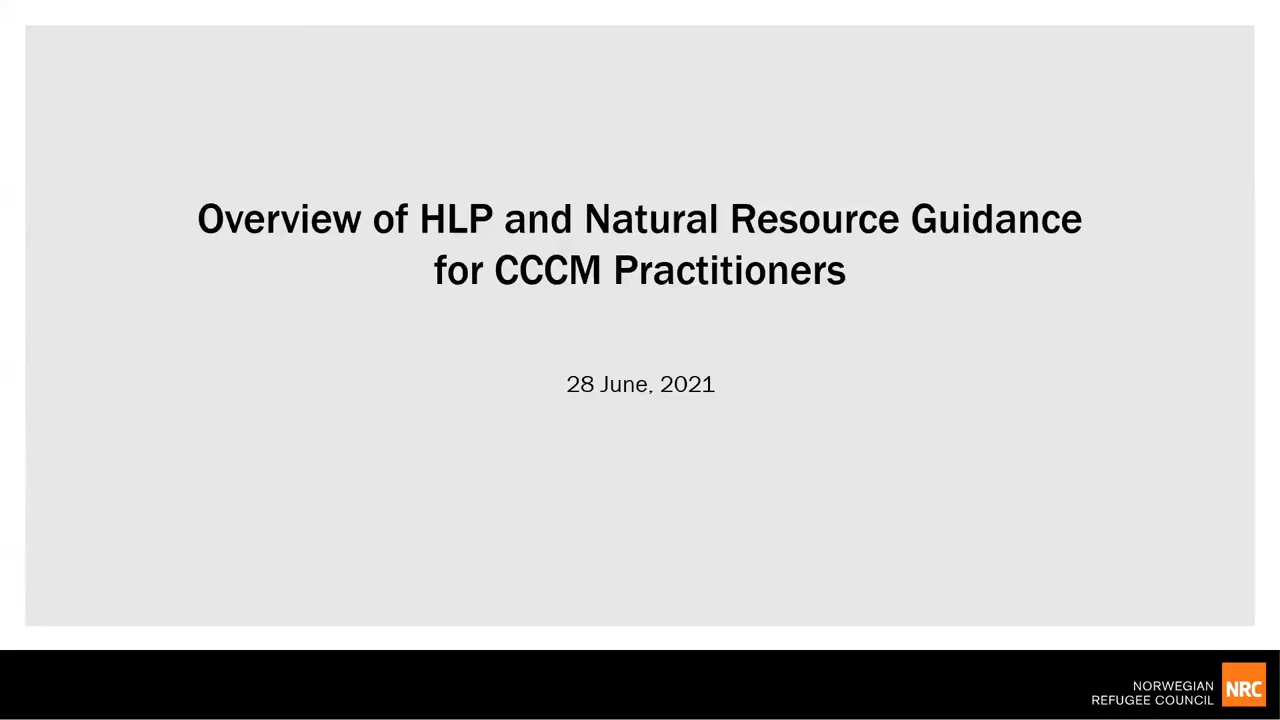 Overview of HLP and Natural Resource Guidance
for CCCM Practitioners
28 June, 2021
NORWEGIAN
REFUGEE COUNCIL
NRC